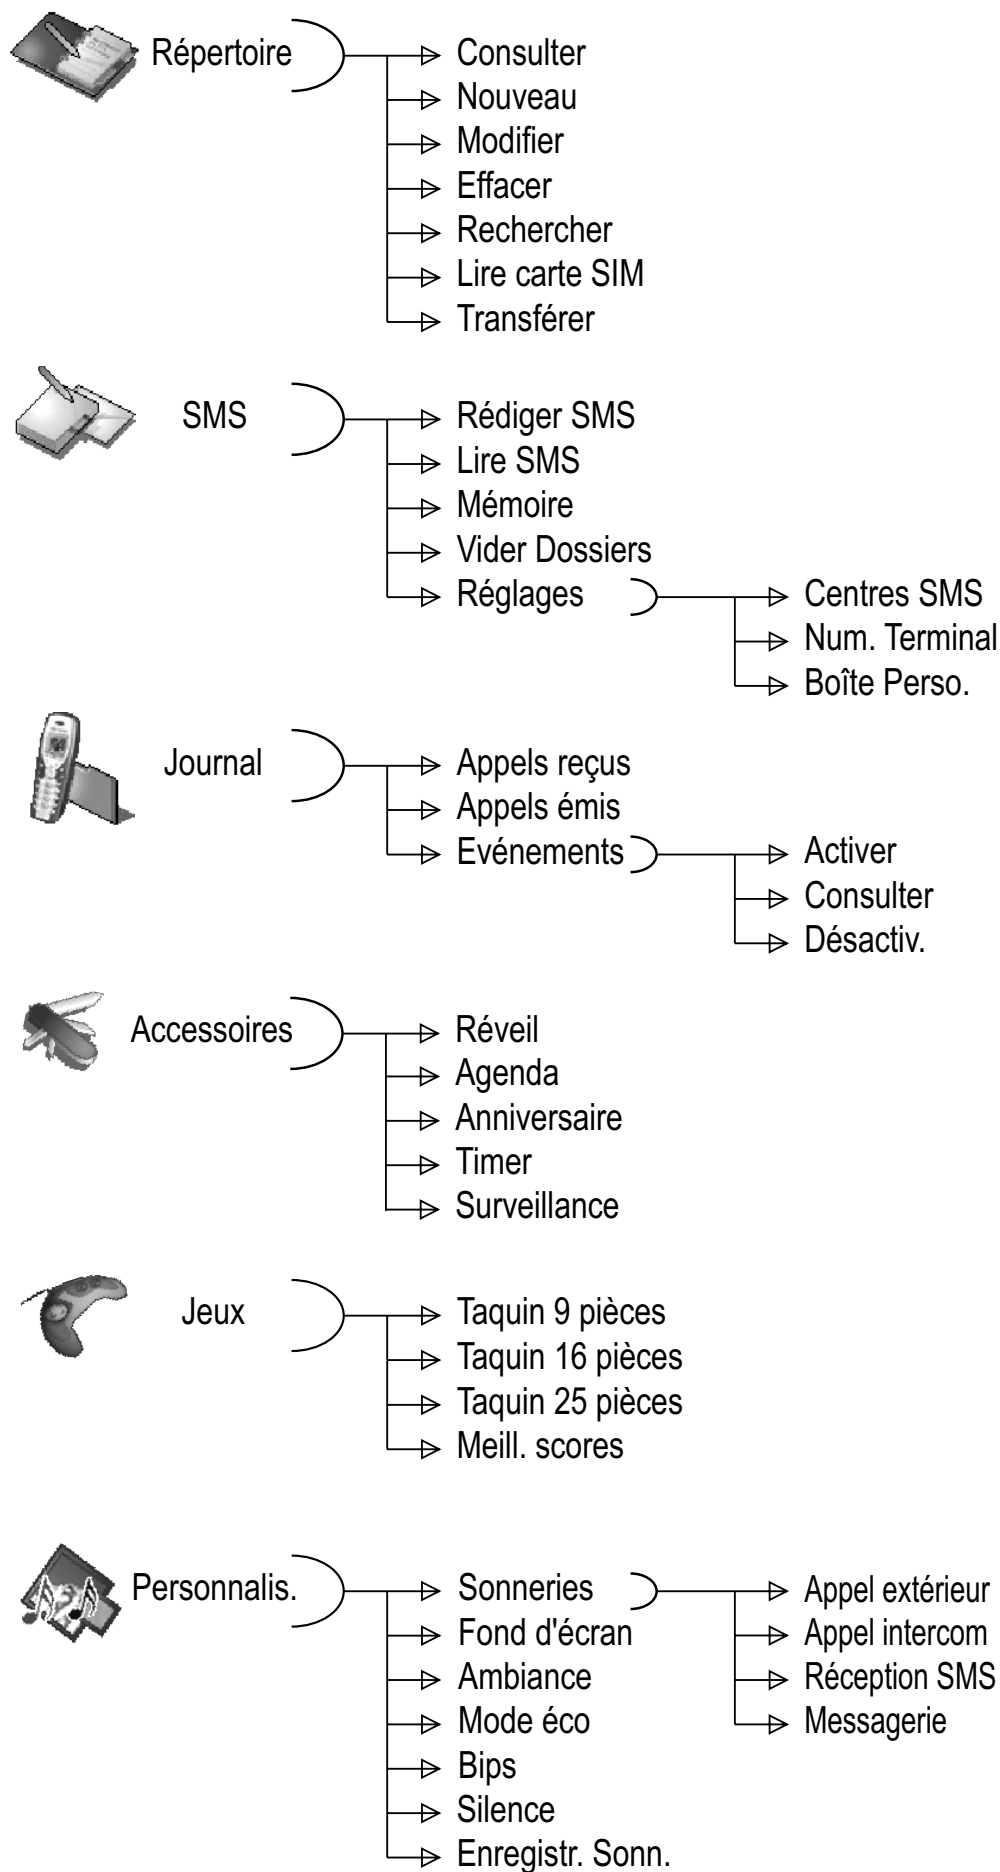 Répertoire
Consulter
Nouveau
Modifier
Effacer
Rechercher
Lire carte SIM
Transférer
SMS
Rédiger SMS
Lire SMS
Mémoire
Vider Dossiers
Réglages
Centres SMS
Num. Terminal
Boîte Perso.
Journal
Appels reçus
Appels émis
Evénements
Activer
Consulter
Désactiv.
Accessoires
Réveil
Agenda
Anniversaire
Timer
Surveillance
Jeux
Taquin 9 pièces
Taquin 16 pièces
Taquin 25 pièces
Meill. scores
Personnalis.
Sonneries
Appel extérieur
Appel intercom
Réception SMS
Messagerie
Fond d'écran
Ambiance
Mode éco
Bips
Silence
Enregistr. Sonn.